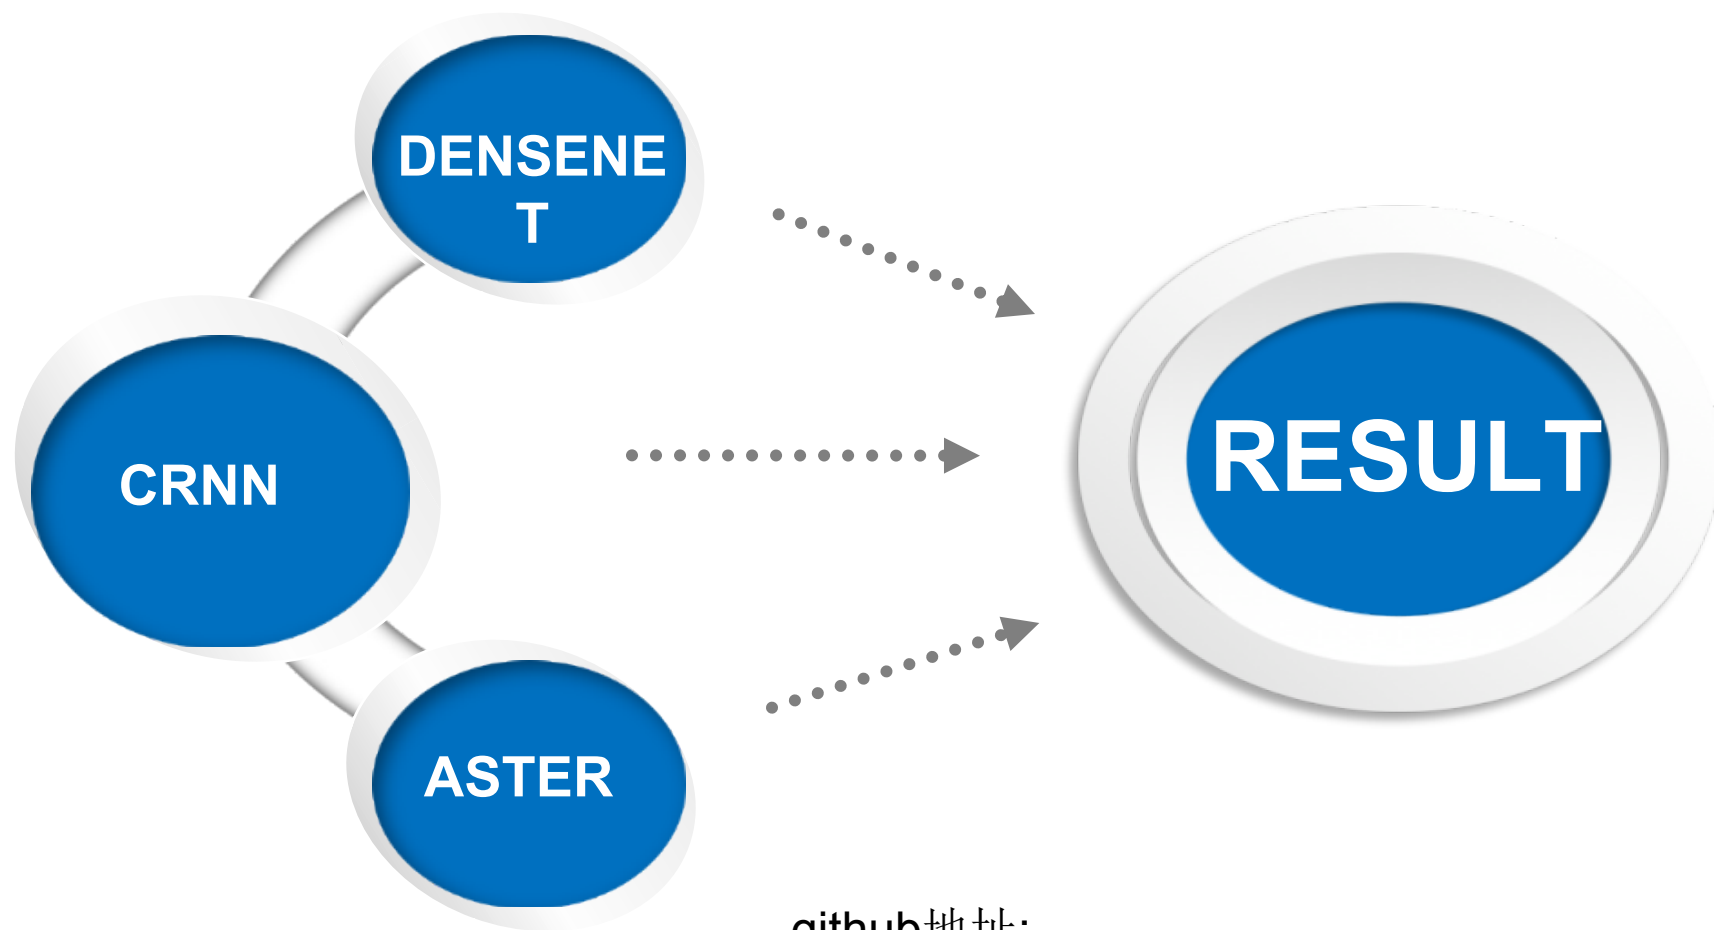 DENSENE
T
CRNN
RESULT
ASTER
github地址: